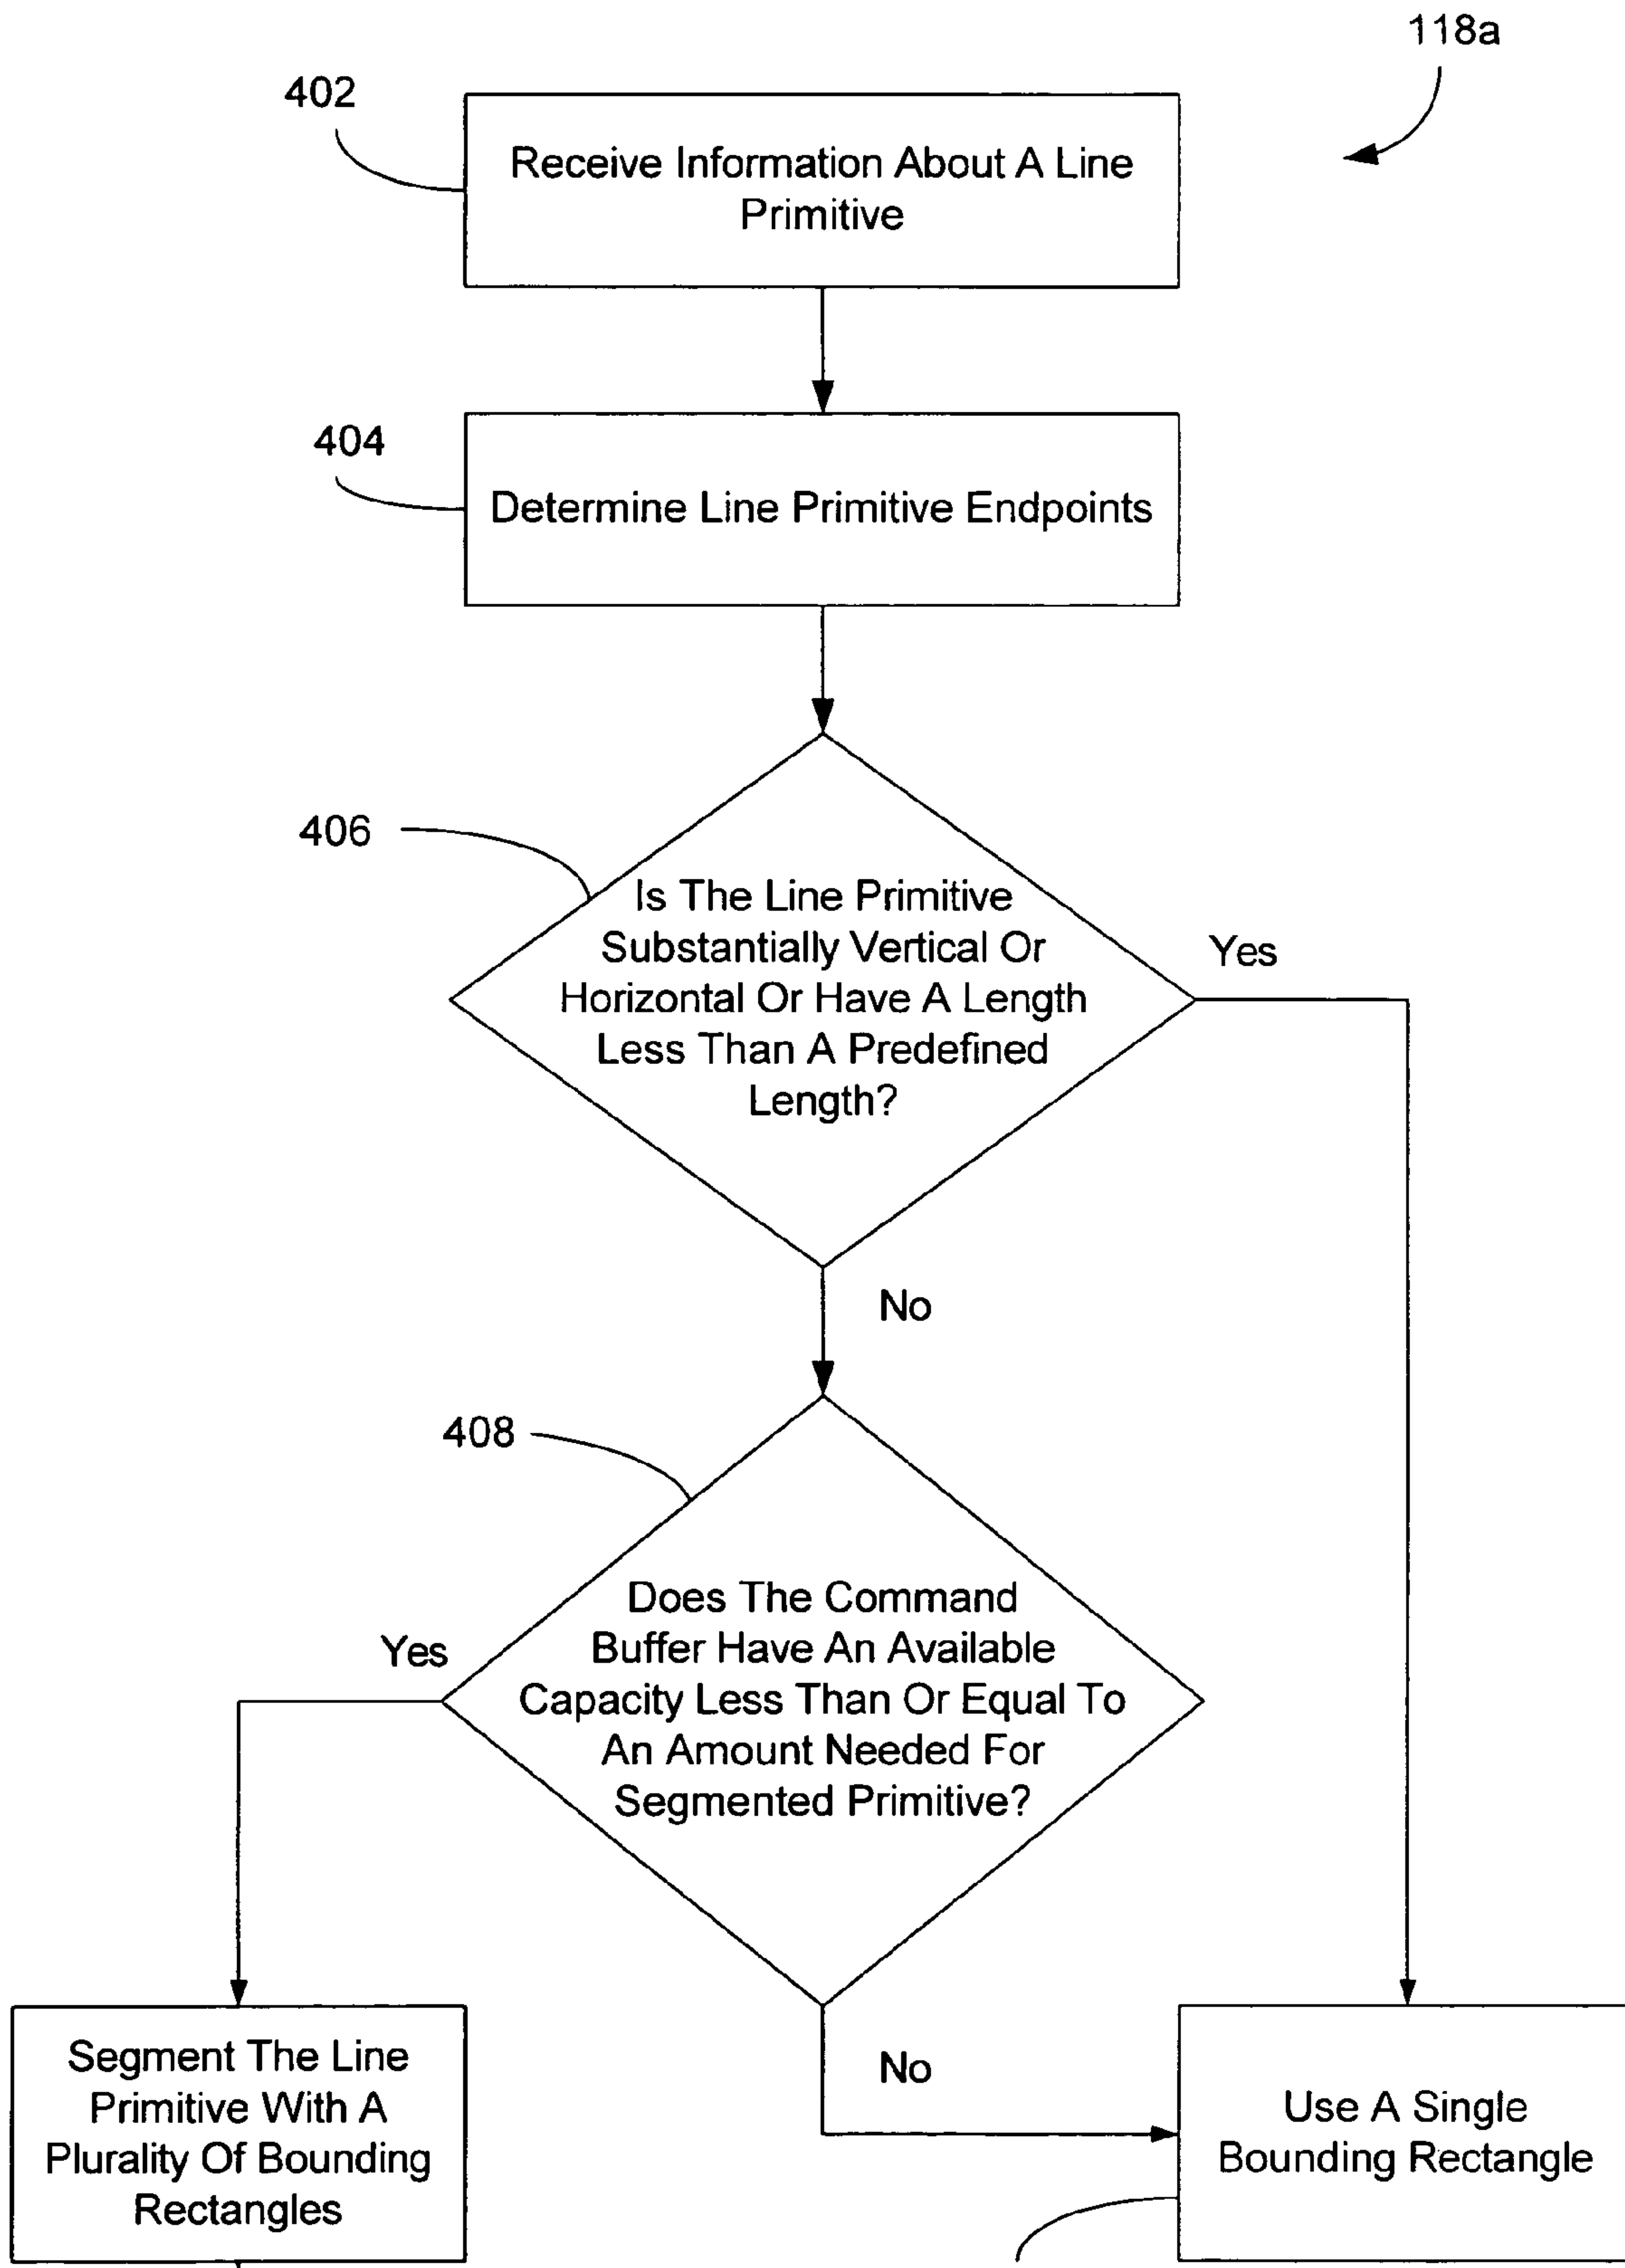 118a
402
Receive Information About A Line
Primitive
404
Determine Line Primitive Endpoints
406
Is The Line Primitive
Substantially Vertical Or
Horizontal Or Have A Length
Less Than A Predefined
Length?
Yes
No
408
Does The Command
Buffer Have An Available
Capacity Less Than Or Equal To
An Amount Needed For
Segmented Primitive?
Yes
No
Segment The Line
Primitive With A
Plurality Of Bounding
Rectangles
Use A Single
Bounding Rectangle